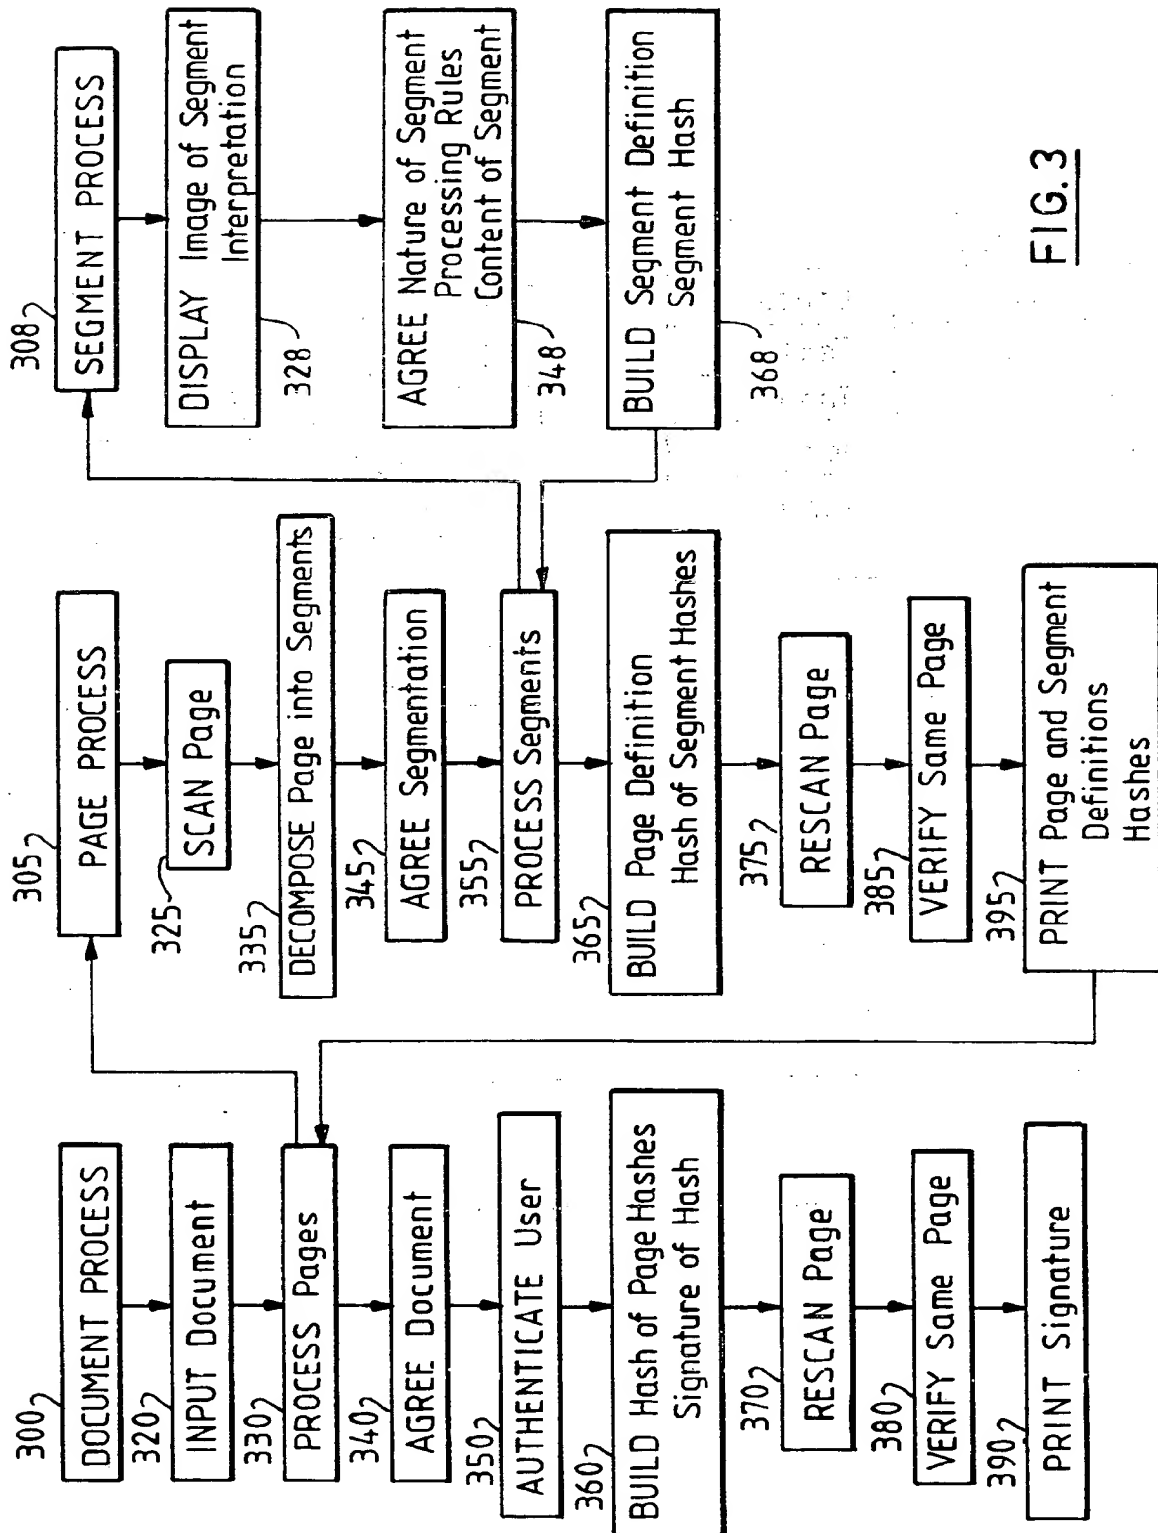 300
DOCUMENT PROCESS
320
INPUT Document
330
PROCESS Pages
340
AGREE Document
350
AUTHENTICATE User
360
BUILD Hash of Page Hashes
Signature of Hash
370
RESCAN Page
380
VERIFY Same Page
390
PRINT Signature
305
PAGE PROCESS
325
SCAN Page
335
DECOMPOSE Page into Segments
345
AGREE Segmentation
355
PROCESS Segments
365
BUILD Page Definition
Hash of Segment Hashes
375
RESCAN Page
385
VERIFY Same Page
395
PRINT Page and Segment
Definitions
Hashes
308
SEGMENT PROCESS
DISPLAY Image of Segment
Interpretation
328
AGREE Nature of Segment
Processing Rules
Content of Segment
348
BUILD Segment Definition
Segment Hash
368
FIG.3